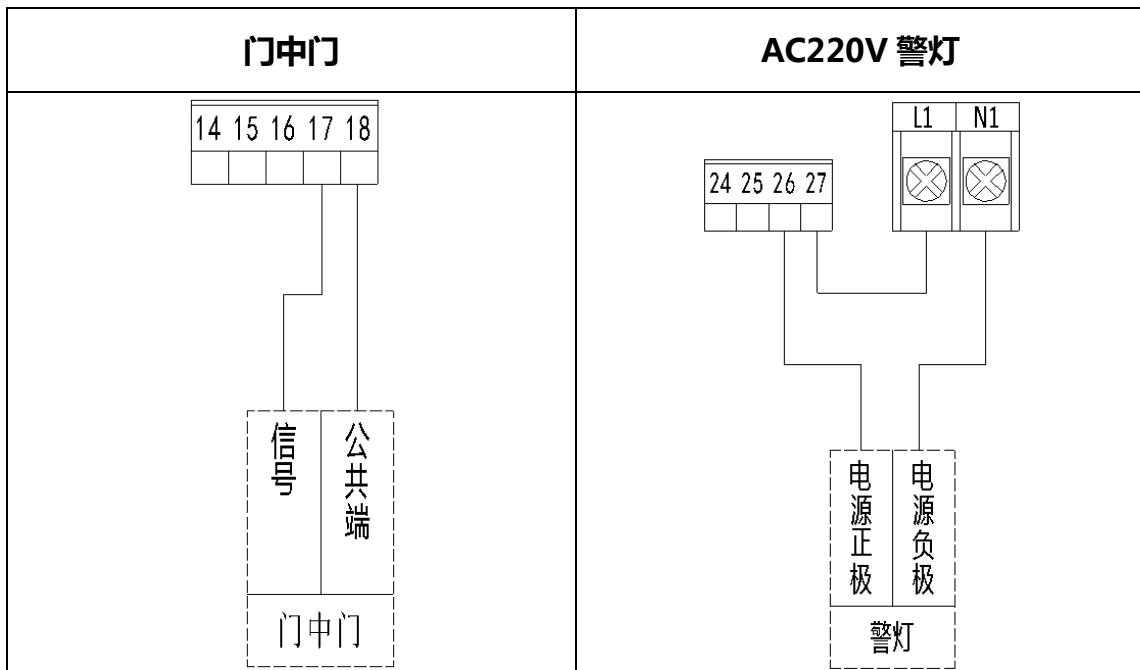 门中门
AC220V 警灯
14 15 16 17 18
信号
公共端
门中门
L1 N1
24 25 26 27
电源正极
电源负极
警灯